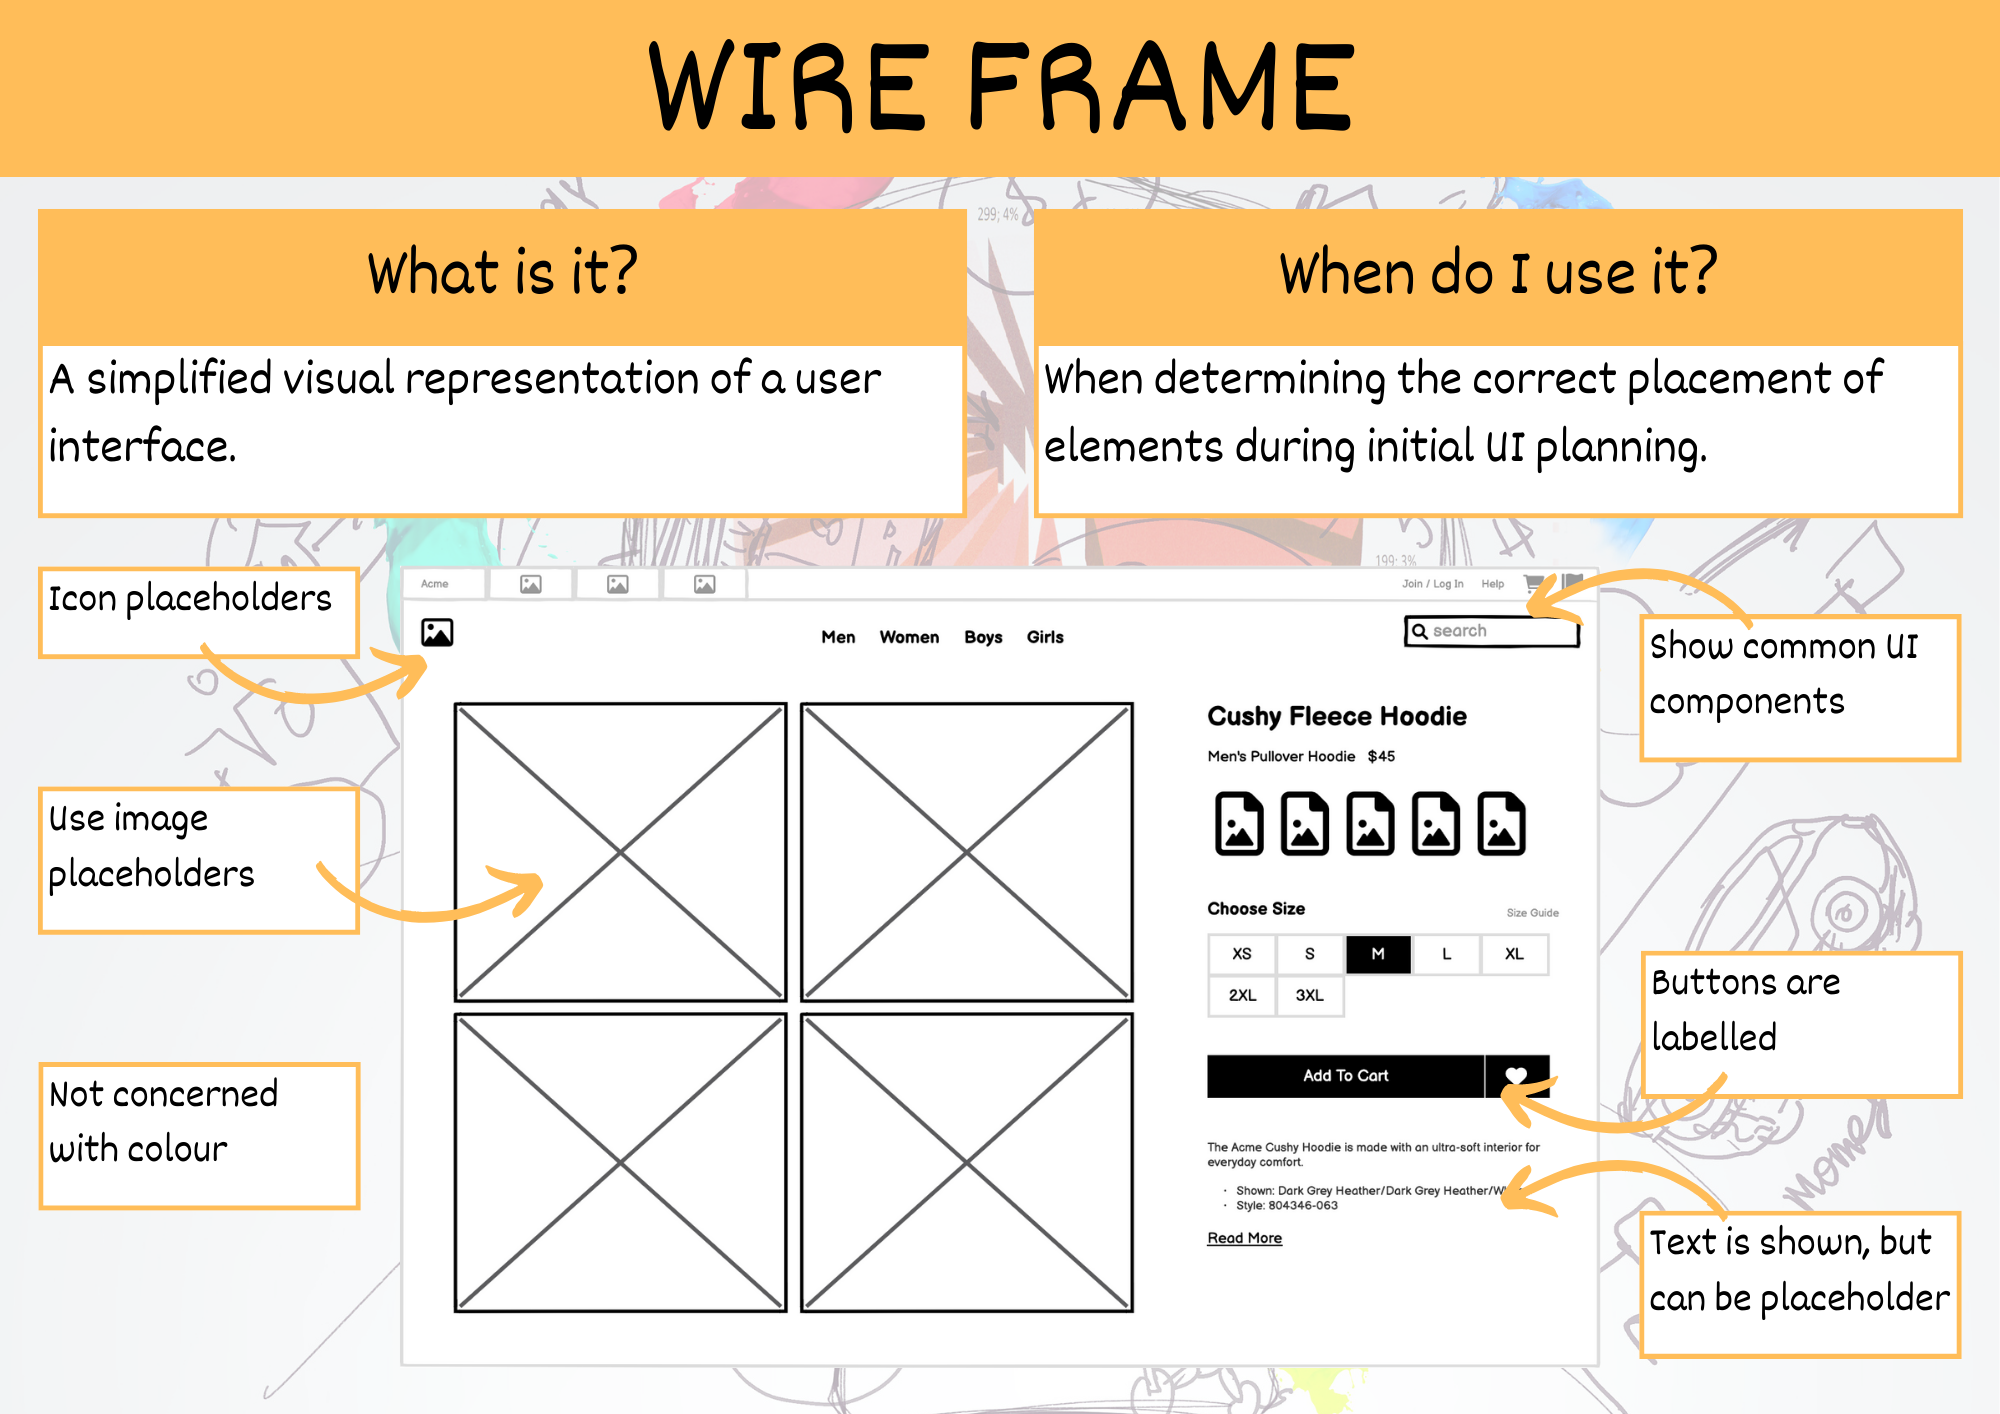 WIRE FRAME
299; 4%
What is it?
When do I use it?
A simplified visual representation of a user
interface.
When determining the correct placement of
elements during initial UI planning.
199; 3%
Icon placeholders
Acme
Join / Log In
Help
Men
Women
Boys
Girls
search
Show common UI
components
Use image
placeholders
Cushy Fleece Hoodie
Men's Pullover Hoodie $45
Choose Size
Size Guide
XS
S
M
L
XL
2XL
3XL
Buttons are
labelled
Add To Cart
Not concerned
with colour
The Acme Cushy Hoodie is made with an ultra-soft interior for
everyday comfort.
· Shown: Dark Grey Heather/Dark Grey Heather/
· Style: 804346-063
Read More
Text is shown, but
can be placeholder
money